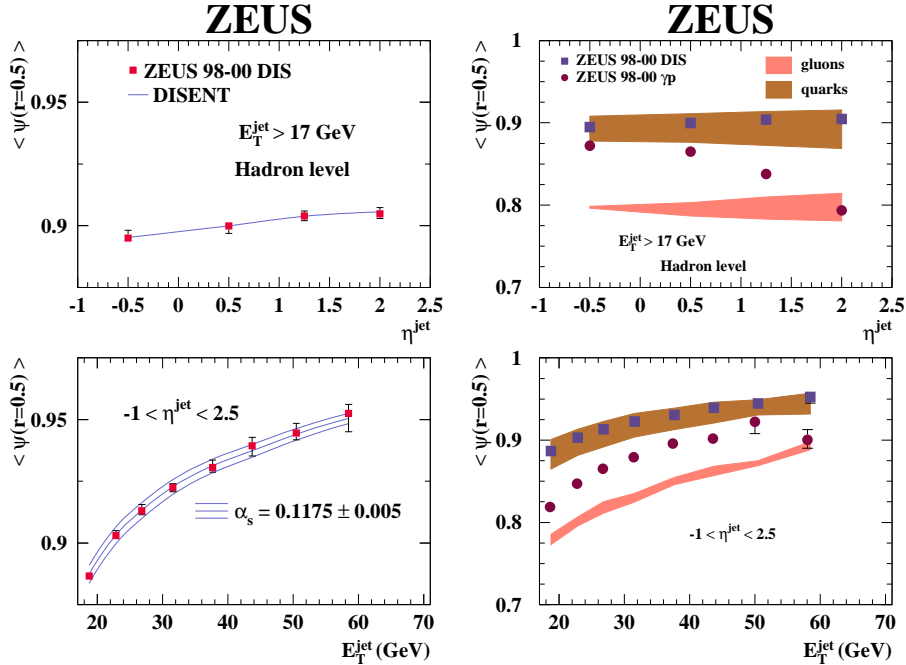 ZEUS
< ψ(r=0.5) >
0.95
0.9
ZEUS 98-00 DIS
DISENT
E_T^jet > 17 GeV
Hadron level
-1 -0.5 0 0.5 1 1.5 2 2.5
η^jet
ZEUS
< ψ(r=0.5) >
1
0.9
0.8
0.7
ZEUS 98-00 DIS
ZEUS 98-00 γp
gluons
quarks
E_T^jet > 17 GeV
Hadron level
-1 -0.5 0 0.5 1 1.5 2 2.5
η^jet
< ψ(r=0.5) >
0.95
0.9
-1 < η^jet < 2.5
α_s = 0.1175 ± 0.005
20 30 40 50 60 70
E_T^jet (GeV)
< ψ(r=0.5) >
1
0.9
0.8
0.7
-1 < η^jet < 2.5
20 30 40 50 60 70
E_T^jet (GeV)